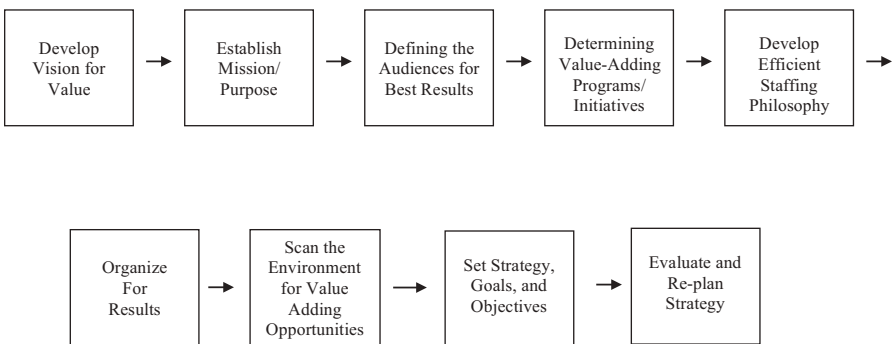 Develop
Vision for
Value
Establish
Mission/
Purpose
Defining the
Audiences for
Best Results
Determining
Value-Adding
Programs/
Initiatives
Develop
Efficient
Staffing
Philosophy
Organize
For
Results
Scan the
Environment
for Value
Adding
Opportunities
Set Strategy,
Goals, and
Objectives
Evaluate and
Re-plan
Strategy